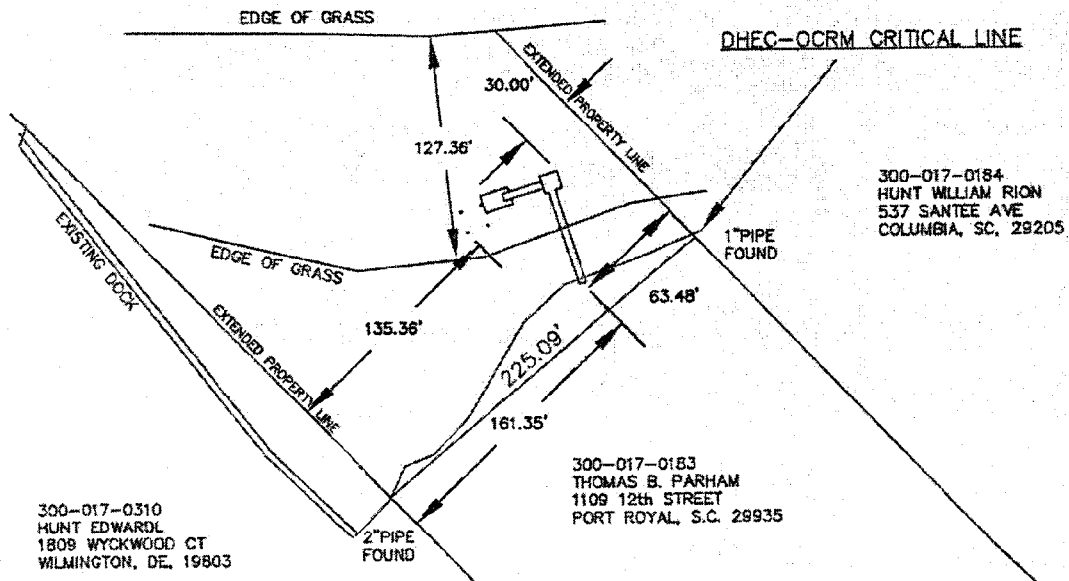 EDGE OF GRASS
DHEC-OCRM CRITICAL LINE
EXTENDED PROPERTY LINE
30.00'
127.36'
300-017-0184
HUNT WILLIAM RION
537 SANTEE AVE
COLUMBIA, SC, 29205
1"PIPE
FOUND
EXISTING DOCK
EDGE OF GRASS
63.48'
135.36'
EXTENDED PROPERTY LINE
225.09'
161.35'
300-017-0183
THOMAS B. PARHAM
1109 12th STREET
PORT ROYAL, S.C. 29935
300-017-0310
HUNT EDWARDL
1809 WYCKWOOD CT
WILMINGTON, DE, 19803
2"PIPE
FOUND